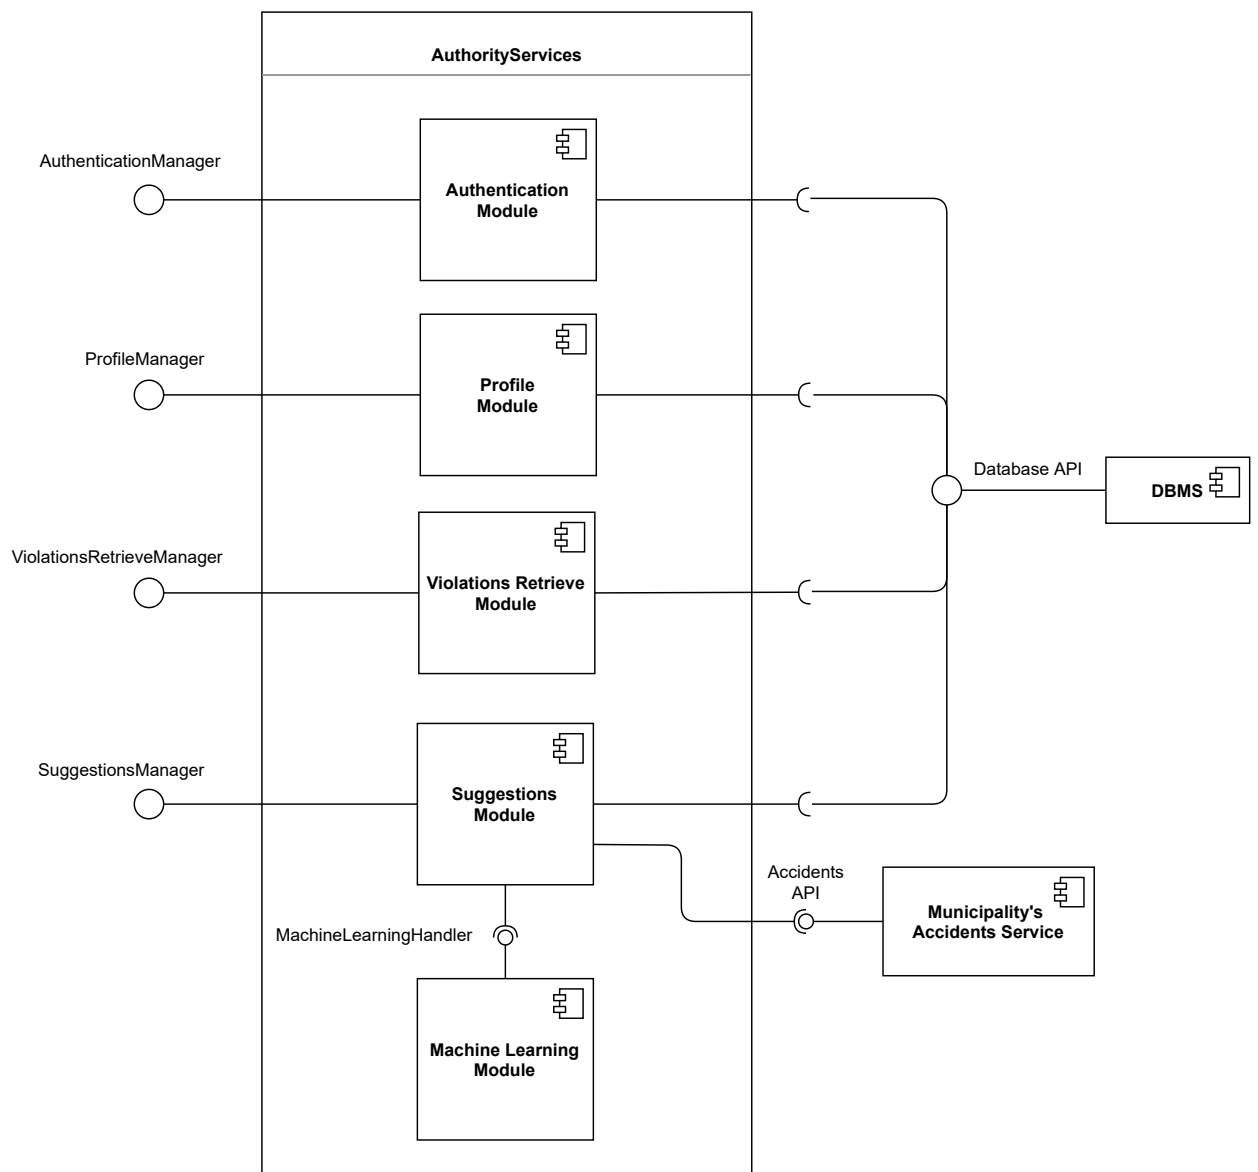 AuthorityServices
AuthenticationManager
Authentication
Module
ProfileManager
Profile
Module
Database API
DBMS
ViolationsRetrieveManager
Violations Retrieve
Module
SuggestionsManager
Suggestions
Module
Accidents
API
Municipality's
Accidents Service
MachineLearningHandler
Machine Learning
Module